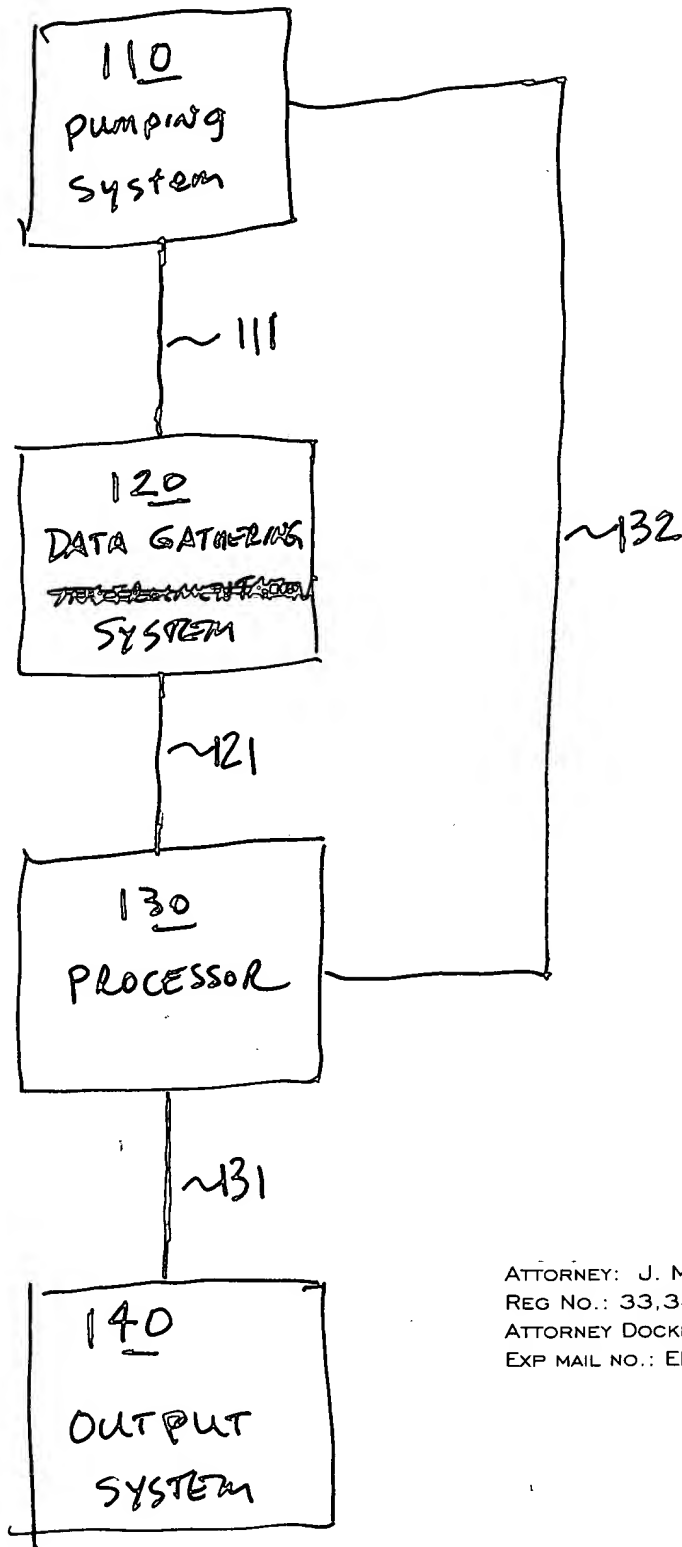 110
pumping
system
~ 111
120
DATA GATHERING
SYSTEM
~132
~121
130
PROCESSOR
~131
140
OUTPUT
SYSTEM
ATTORNEY: J. M
REG NO.: 33,3
ATTORNEY DOCK
EXP MAIL NO.: E